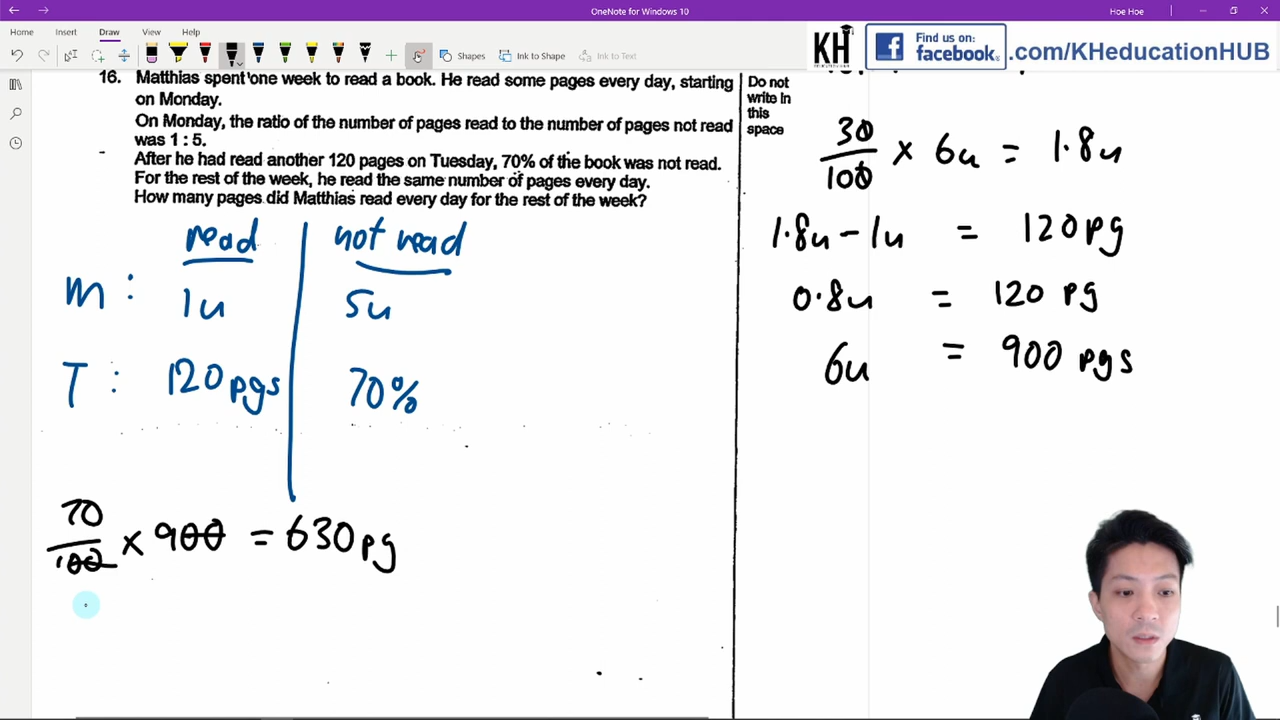 OneNote for Windows 10
Hoe Hoe
Home Insert Draw View Help
Shapes Ink to Shape Ink to Text
KH
f Find us on: facebook. .com/KHeducationHUB
16. Matthias spent one week to read a book. He read some pages every day, starting
on Monday.
On Monday, the ratio of the number of pages read to the number of pages not read
was 1 : 5.
After he had read another 120 pages on Tuesday, 70% of the book was not read.
For the rest of the week, he read the same number of pages every day.
How many pages did Matthias read every day for the rest of the week?
Do not
write in
this
space
read not read
m: 1u 5u
T: 120pgs 70%
70/100 × 900 = 630pg
30/100 × 6u = 1.8u
1.8u - 1u = 120pg
0.8u = 120 pg
6u = 900 pgs